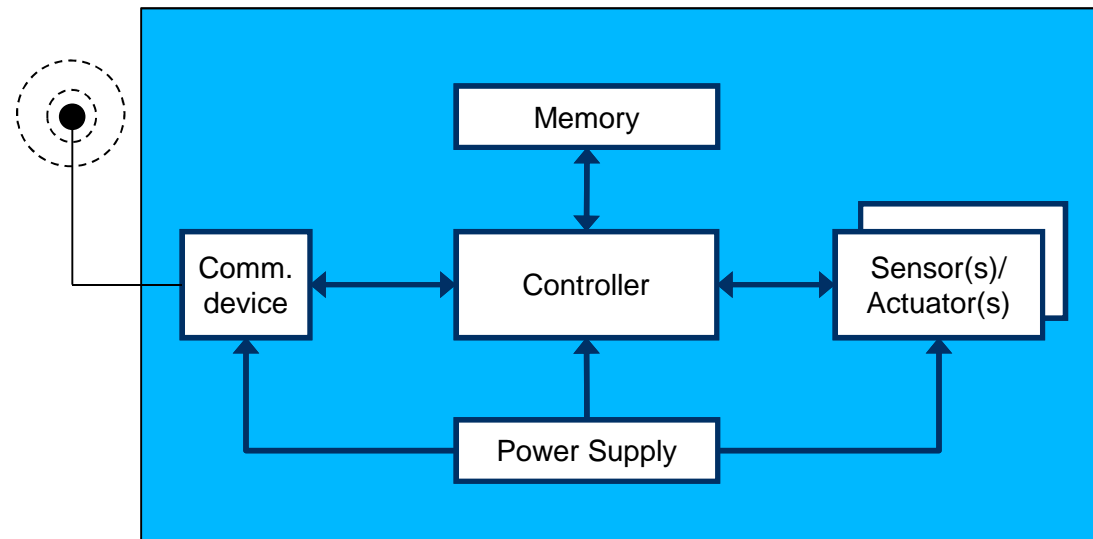 Memory
Comm.
device
Controller
Sensor(s)/
Actuator(s)
Power Supply